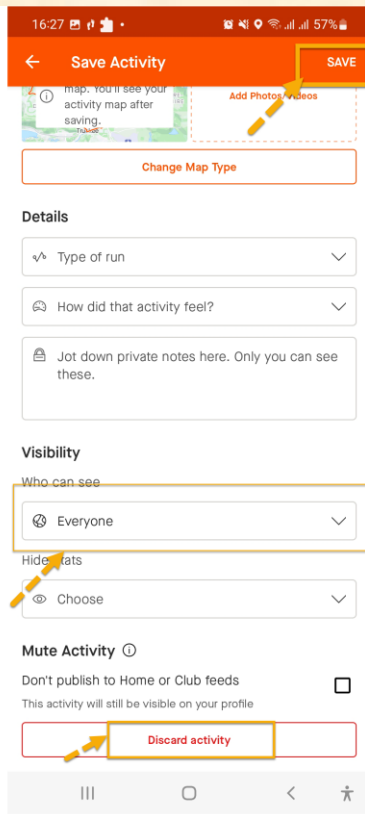 16:27 57%
Save Activity SAVE
map. You'll see your
activity map after
saving.
Add Photos/Videos
Change Map Type
Details
Type of run
How did that activity feel?
Jot down private notes here. Only you can see
these.
Visibility
Who can see
Everyone
Hide stats
Choose
Mute Activity
Don't publish to Home or Club feeds
This activity will still be visible on your profile
Discard activity